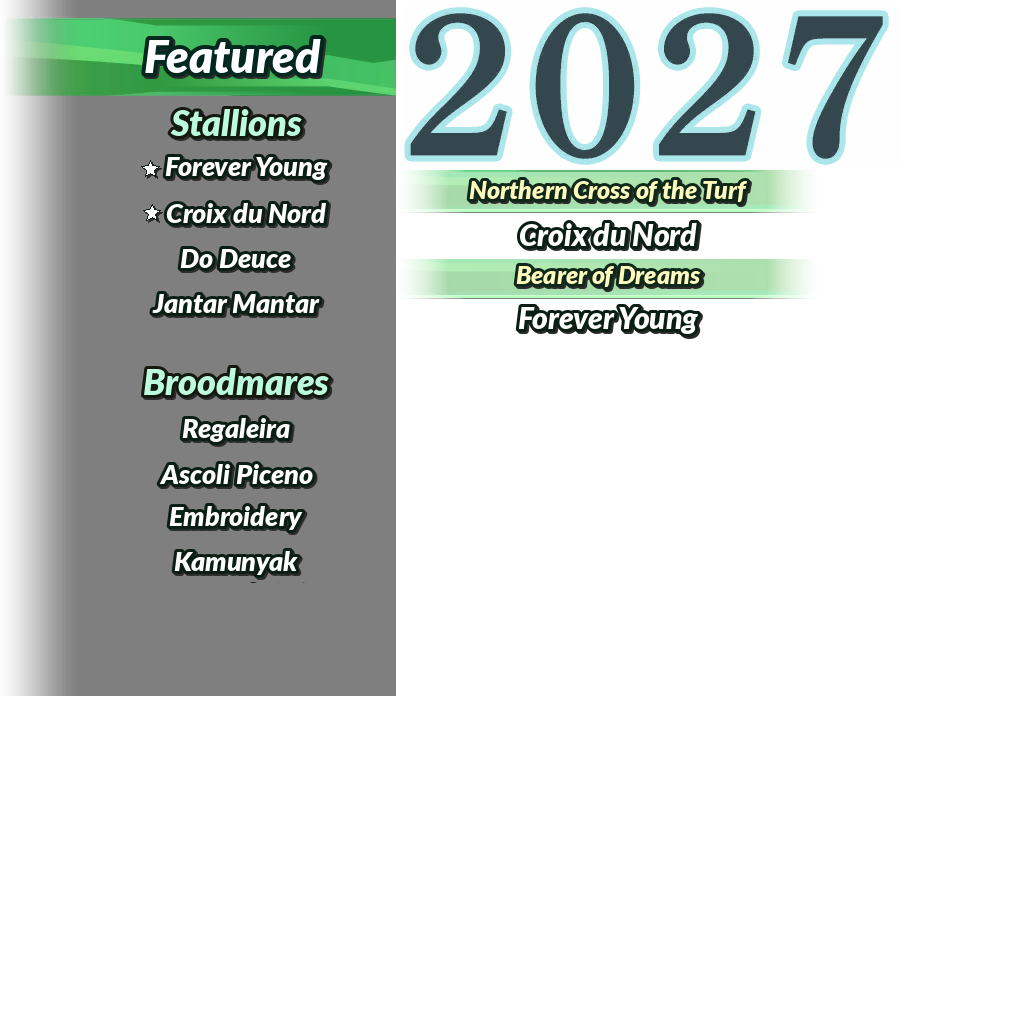 Featured
Stallions
Forever Young
Croix du Nord
Do Deuce
Jantar Mantar
Broodmares
Regaleira
Ascoli Piceno
Embroidery
Kamunyak
2027
Northern Cross of the Turf
Croix du Nord
Bearer of Dreams
Forever Young